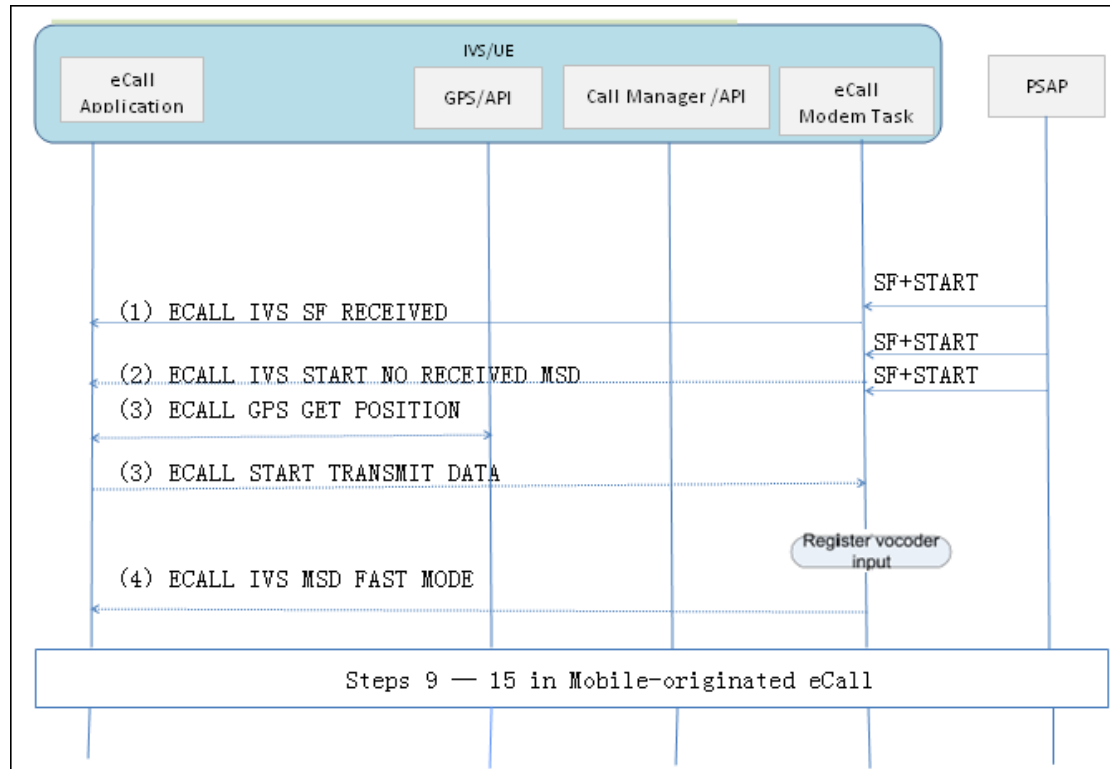 IVS/UE
eCall
Application
GPS/API
Call Manager /API
eCall
Modem Task
PSAP
SF+START
(1) ECALL IVS SF RECEIVED
SF+START
(2) ECALL IVS START NO RECEIVED MSD
SF+START
(3) ECALL GPS GET POSITION
(3) ECALL START TRANSMIT DATA
Register vocoder
input
(4) ECALL IVS MSD FAST MODE
Steps 9 — 15 in Mobile-originated eCall